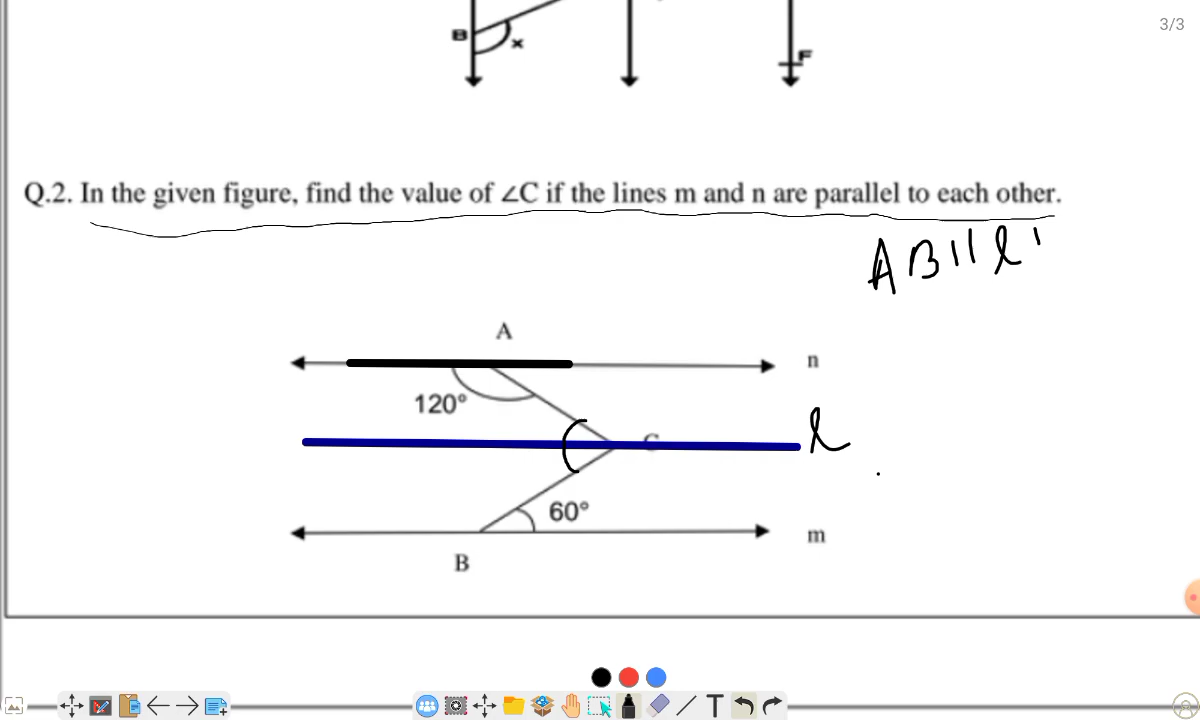 3/3
B
x
F
Q.2. In the given figure, find the value of ∠C if the lines m and n are parallel to each other.
AB || l'
A
n
120°
l
C
60°
m
B
T